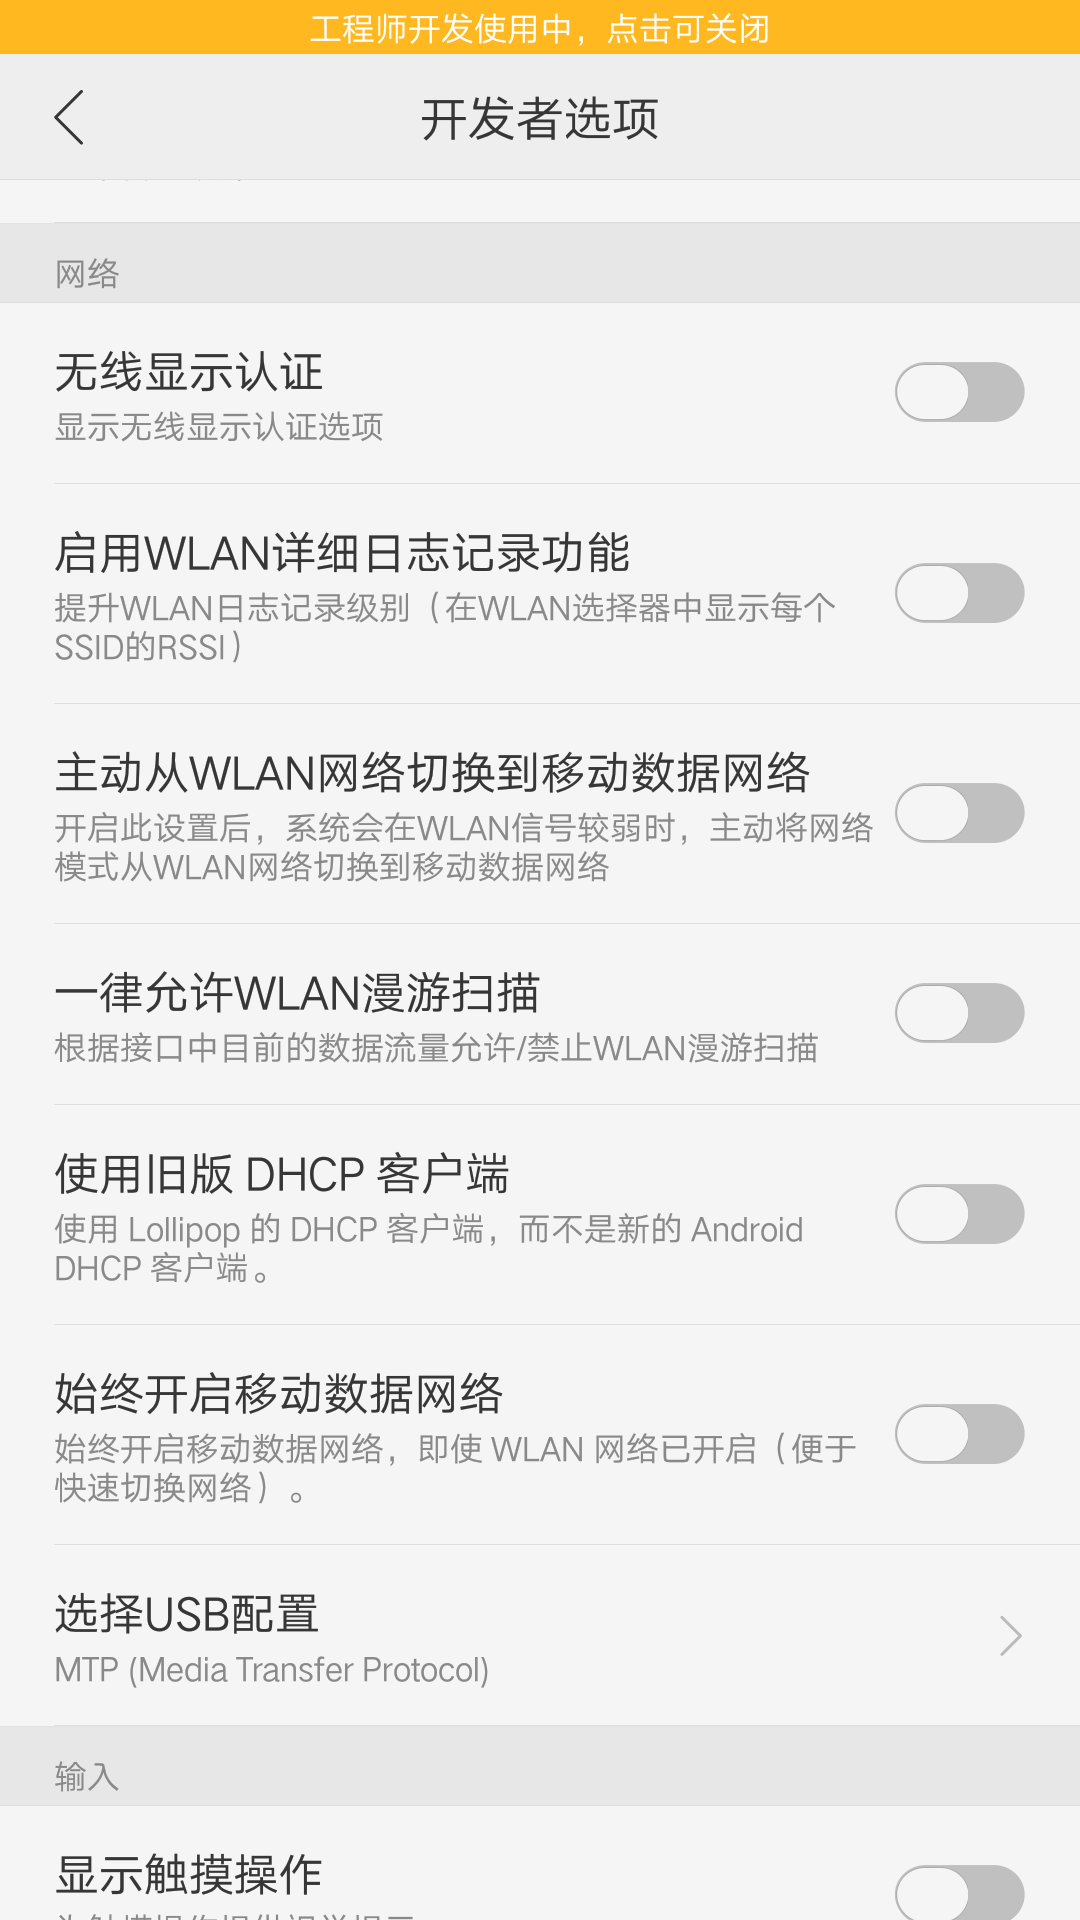 工程师开发使用中，点击可关闭
开发者选项
网络
无线显示认证
显示无线显示认证选项
启用WLAN详细日志记录功能
提升WLAN日志记录级别（在WLAN选择器中显示每个
SSID的RSSI）
主动从WLAN网络切换到移动数据网络
开启此设置后，系统会在WLAN信号较弱时，主动将网络
模式从WLAN网络切换到移动数据网络
一律允许WLAN漫游扫描
根据接口中目前的数据流量允许/禁止WLAN漫游扫描
使用旧版 DHCP 客户端
使用 Lollipop 的 DHCP 客户端，而不是新的 Android
DHCP 客户端。
始终开启移动数据网络
始终开启移动数据网络，即使 WLAN 网络已开启（便于
快速切换网络）。
选择USB配置
MTP (Media Transfer Protocol)
输入
显示触摸操作